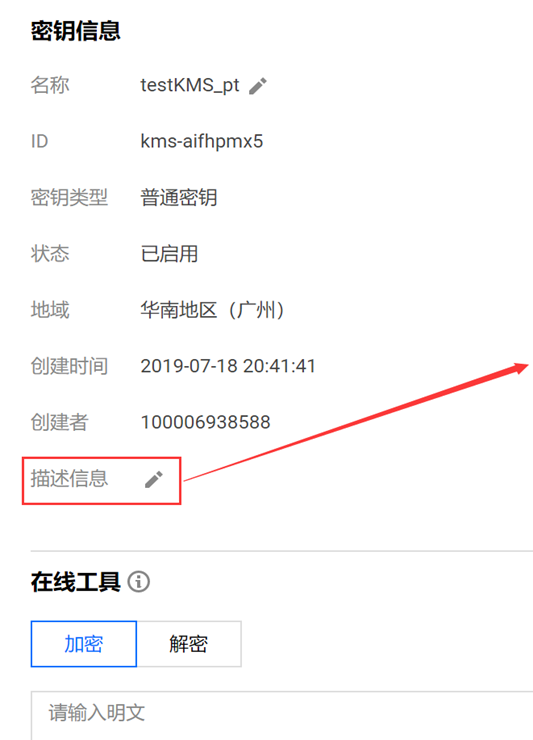 密钥信息
名称 testKMS_pt
ID kms-aifhpmx5
密钥类型 普通密钥
状态 已启用
地域 华南地区（广州）
创建时间 2019-07-18 20:41:41
创建者 100006938588
描述信息
在线工具
加密 解密
请输入明文